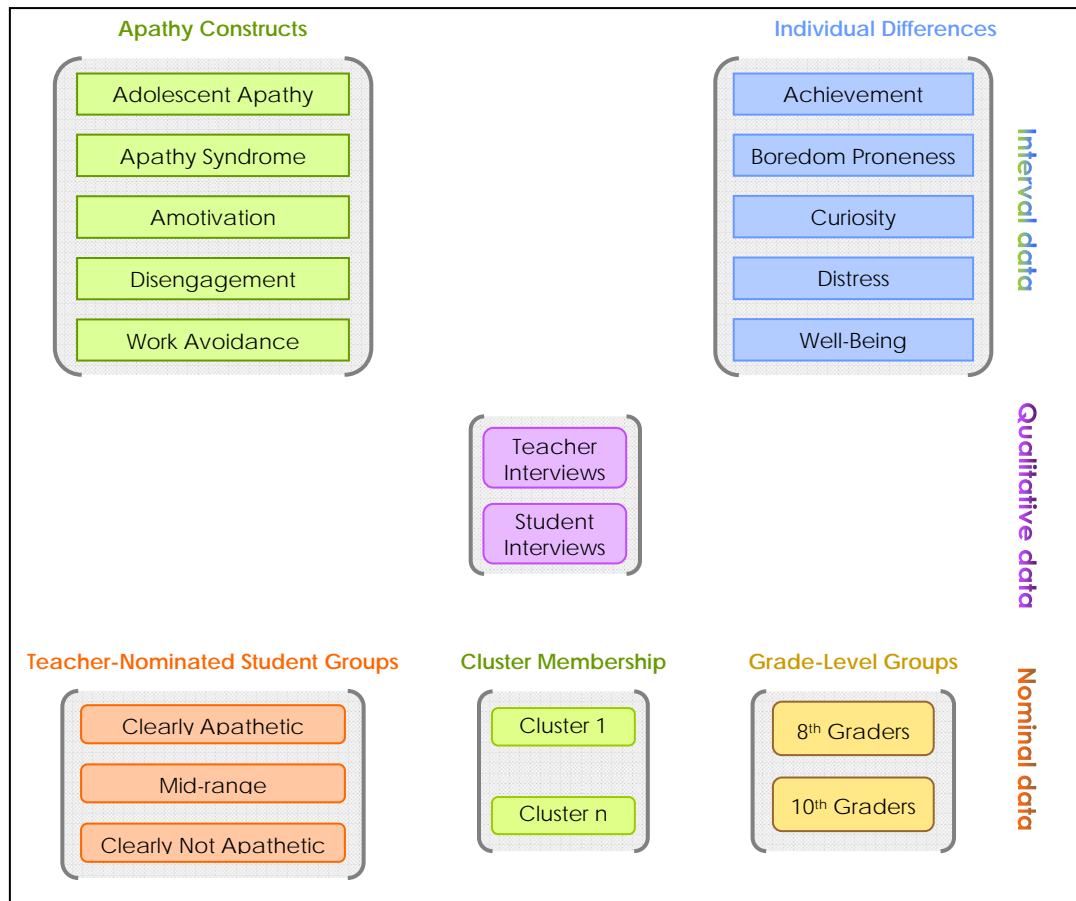 Apathy Constructs
Adolescent Apathy
Apathy Syndrome
Amotivation
Disengagement
Work Avoidance
Individual Differences
Achievement
Boredom Proneness
Curiosity
Distress
Well-Being
Interval data
Teacher
Interviews
Student
Interviews
Qualitative data
Teacher-Nominated Student Groups
Clearly Apathetic
Mid-range
Clearly Not Apathetic
Cluster Membership
Cluster 1
Cluster n
Grade-Level Groups
8th Graders
10th Graders
Nominal data